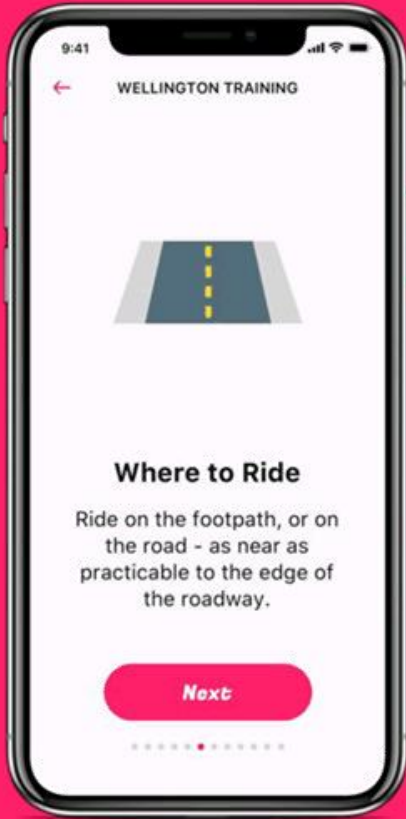 9:41
WELLINGTON TRAINING
Where to Ride
Ride on the footpath, or on
the road - as near as
practicable to the edge of
the roadway.
Next